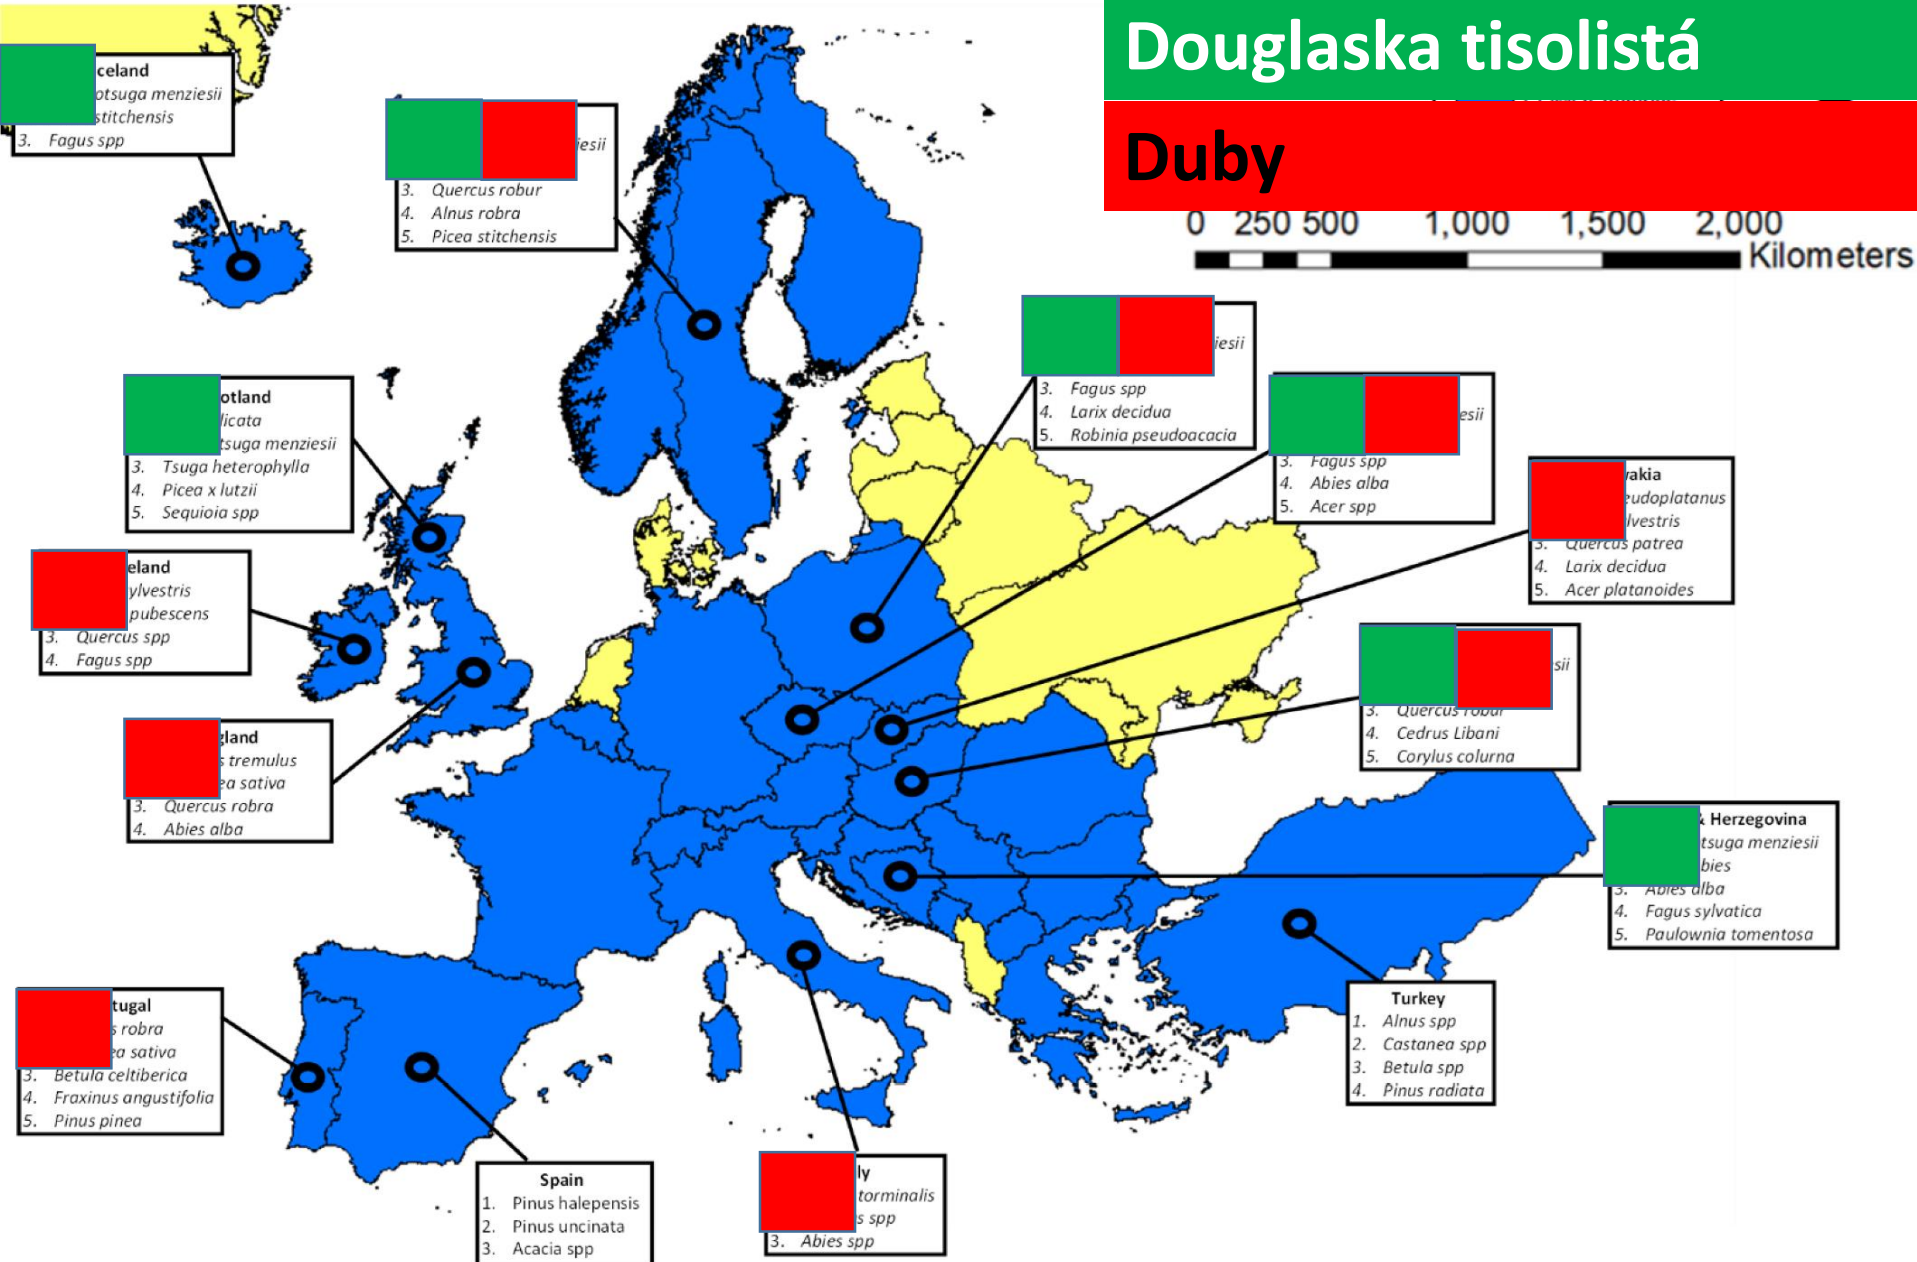 Douglaska tisolistá
Duby
0 250 500 1,000 1,500 2,000
Kilometers
celand
otsuga menziesii
stitchensis
3. Fagus spp
iesii
3. Quercus robur
4. Alnus robra
5. Picea stitchensis
iesii
3. Fagus spp
4. Larix decidua
5. Robinia pseudoacacia
esii
3. Fagus spp
4. Abies alba
5. Acer spp
otland
licata
tsuga menziesii
3. Tsuga heterophylla
4. Picea x lutzii
5. Sequioia spp
vakia
eudoplatanus
lvestris
3. Quercus patrea
4. Larix decidua
5. Acer platanoides
eland
ylvestris
pubescens
3. Quercus spp
4. Fagus spp
sii
3. Quercus robur
4. Cedrus Libani
5. Corylus colurna
gland
s tremulus
ea sativa
3. Quercus robra
4. Abies alba
& Herzegovina
tsuga menziesii
bies
3. Abies alba
4. Fagus sylvatica
5. Paulownia tomentosa
tugal
s robra
ea sativa
3. Betula celtiberica
4. Fraxinus angustifolia
5. Pinus pinea
Turkey
1. Alnus spp
2. Castanea spp
3. Betula spp
4. Pinus radiata
Spain
1. Pinus halepensis
2. Pinus uncinata
3. Acacia spp
ly
torminalis
s spp
3. Abies spp